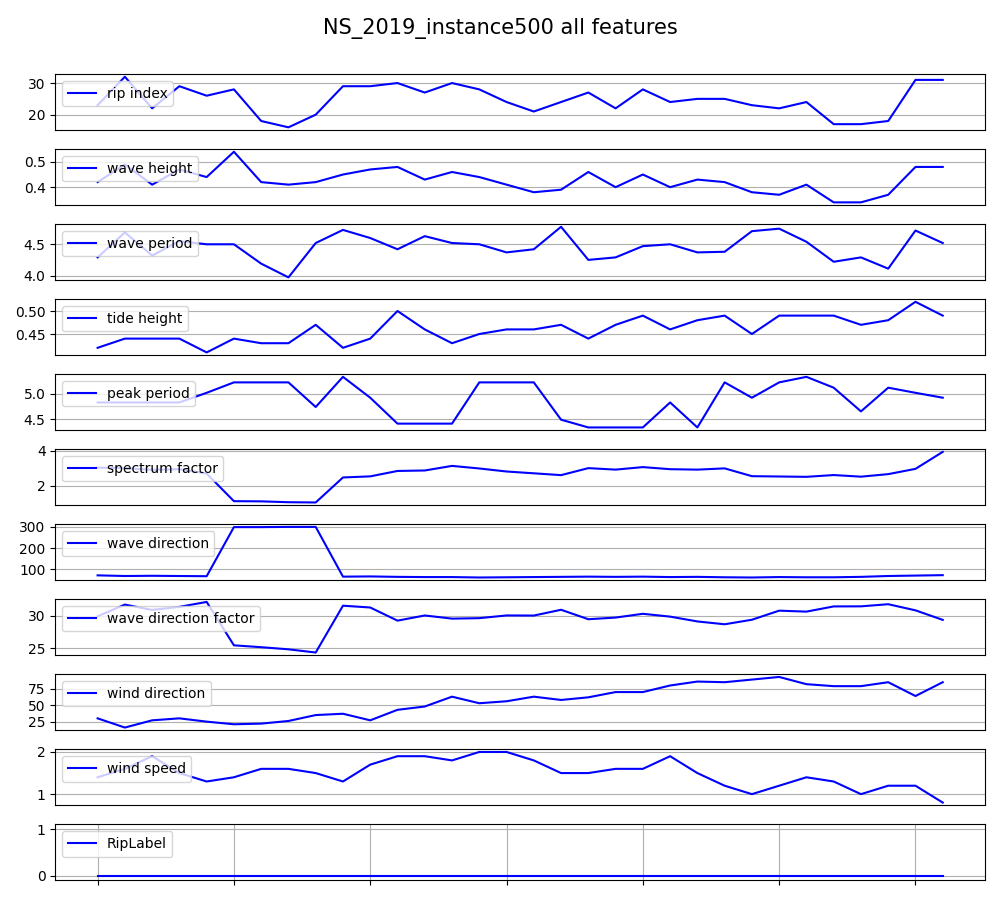 NS_2019_instance500 all features
30
20
rip index
0.5
0.4
wave height
4.5
4.0
wave period
0.50
0.45
tide height
5.0
4.5
peak period
4
2
spectrum factor
300
200
100
wave direction
30
25
wave direction factor
75
50
25
wind direction
2
1
wind speed
1
0
RipLabel